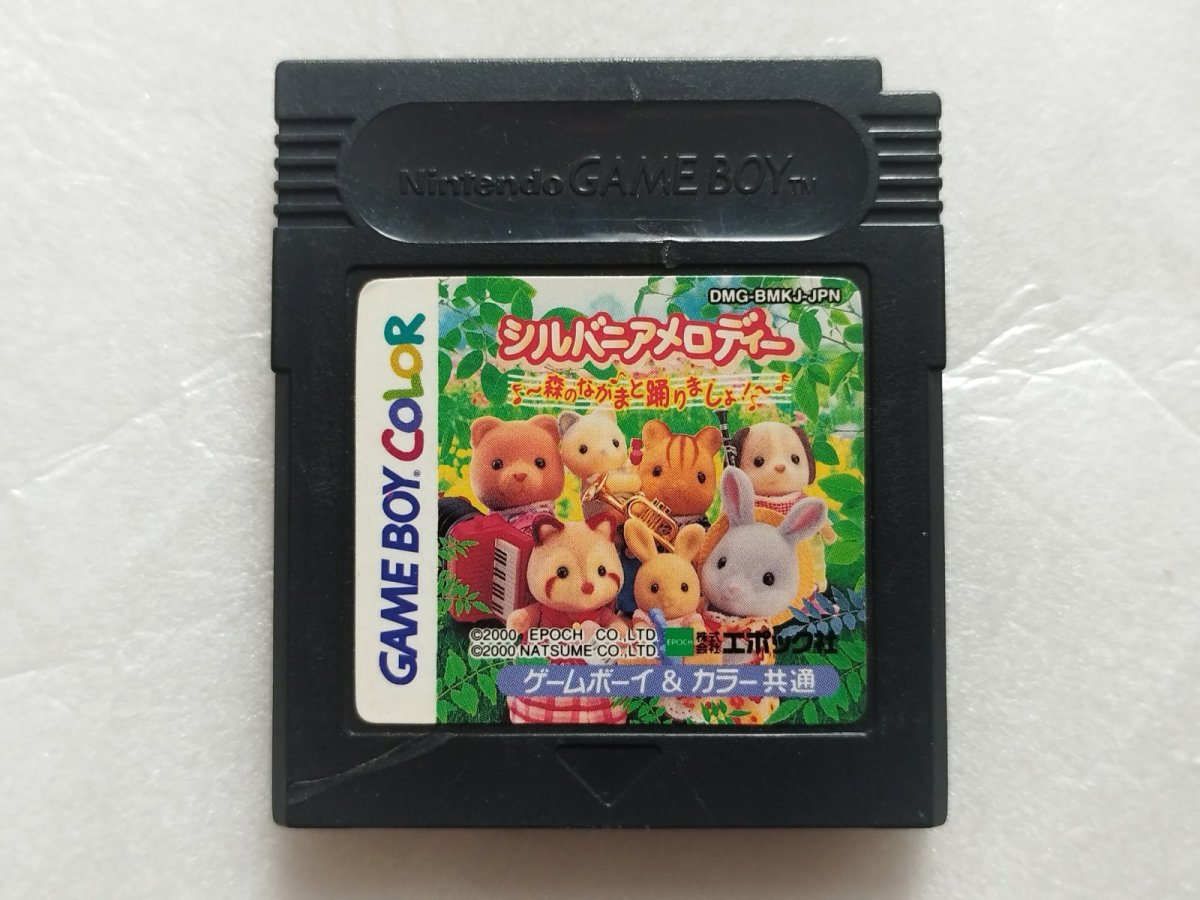 Nintendo GAME BOY TM
GAME BOY COLOR
DMG-BMKJ-JPN
シルバニアメロディー
♪~森のなかまと踊りましょ!~♪
©2000 EPOCH CO.,LTD.
©2000 NATSUME CO.,LTD.
EPOCH 株式会社 エポック社
ゲームボーイ & カラー共通